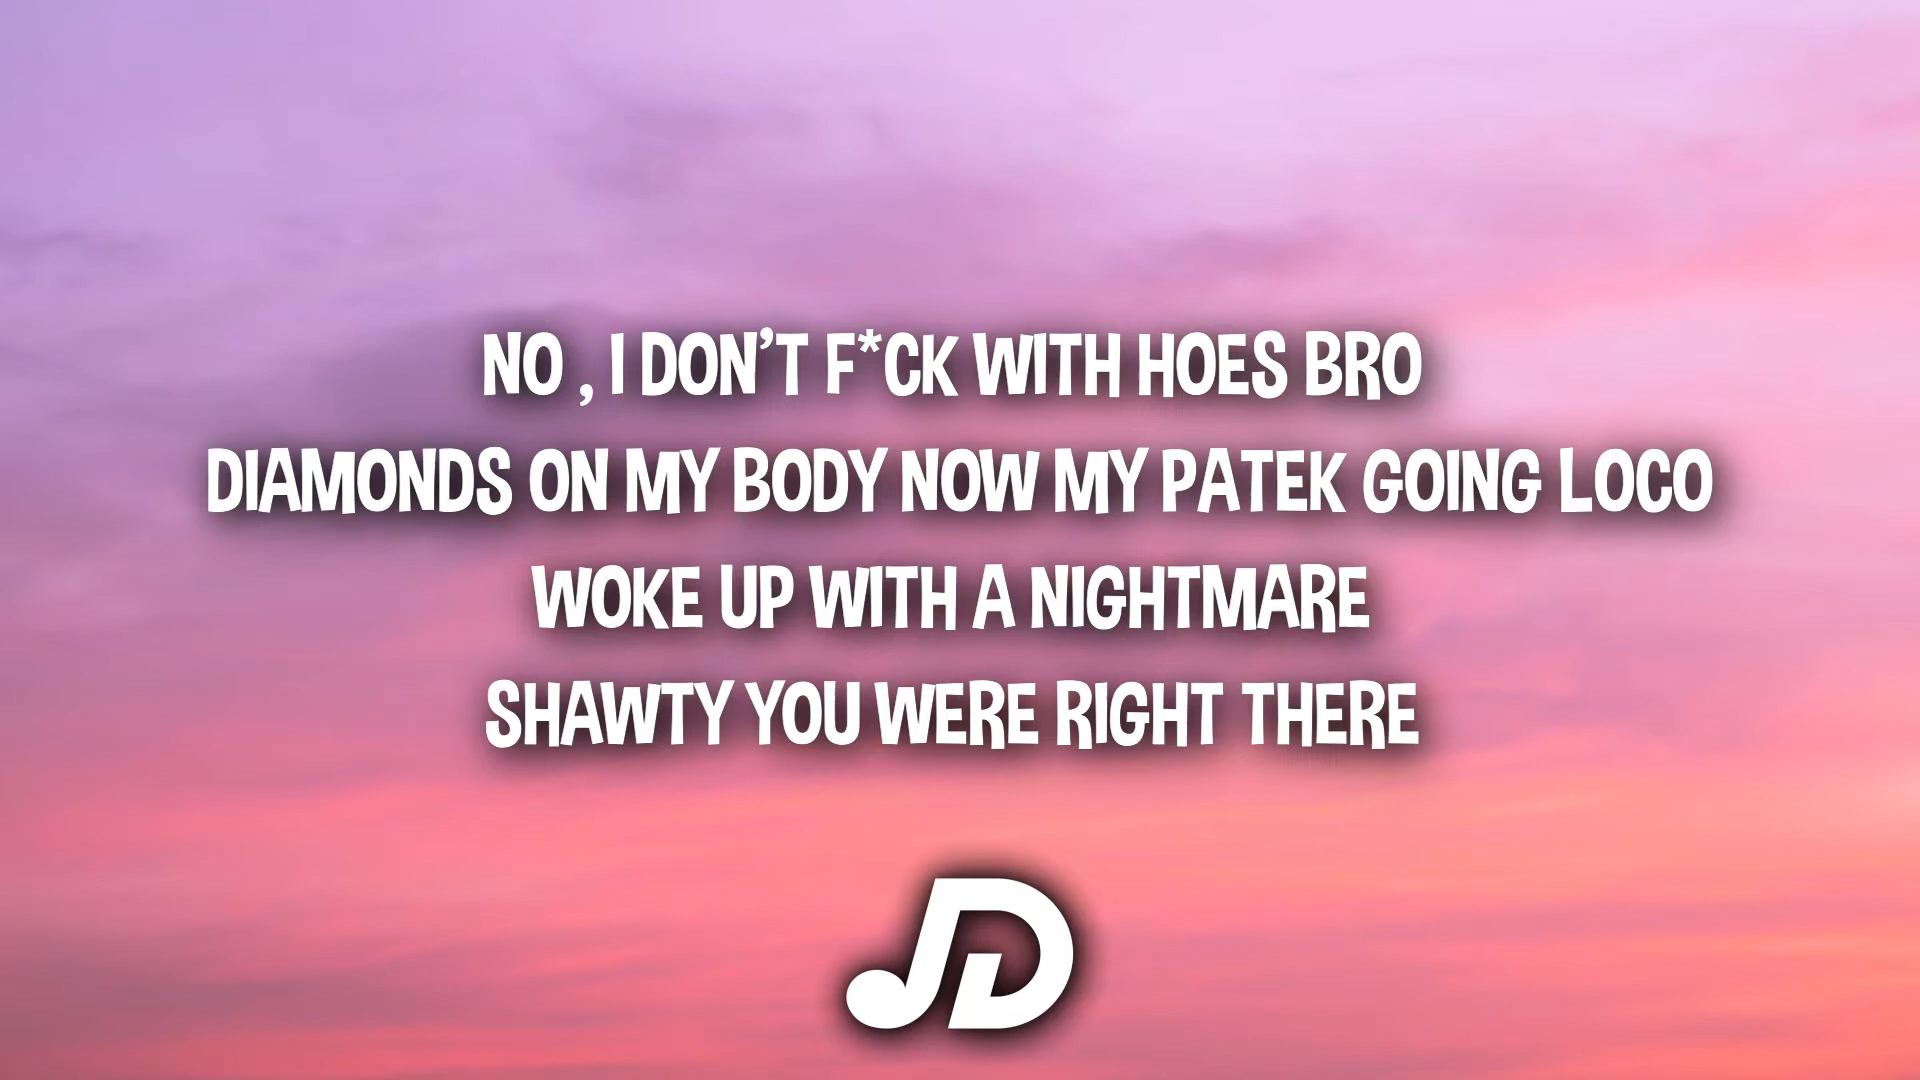 NO , I DON'T F*CK WITH HOES BRO
DIAMONDS ON MY BODY NOW MY PATEK GOING LOCO
WOKE UP WITH A NIGHTMARE
SHAWTY YOU WERE RIGHT THERE
JD